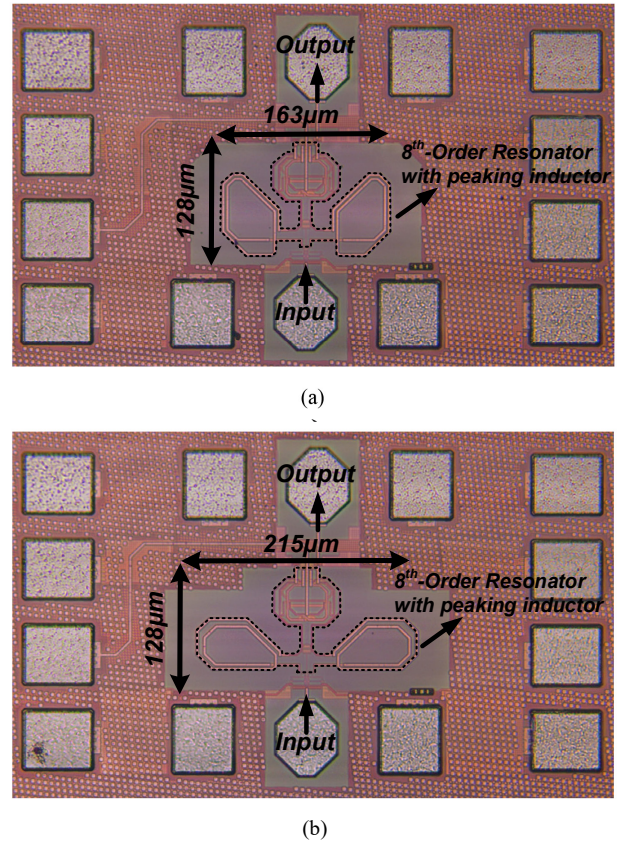 Output
163µm
8th-Order Resonator
with peaking inductor
128µm
Input
(a)
Output
215µm
8th-Order Resonator
with peaking inductor
128µm
Input
(b)